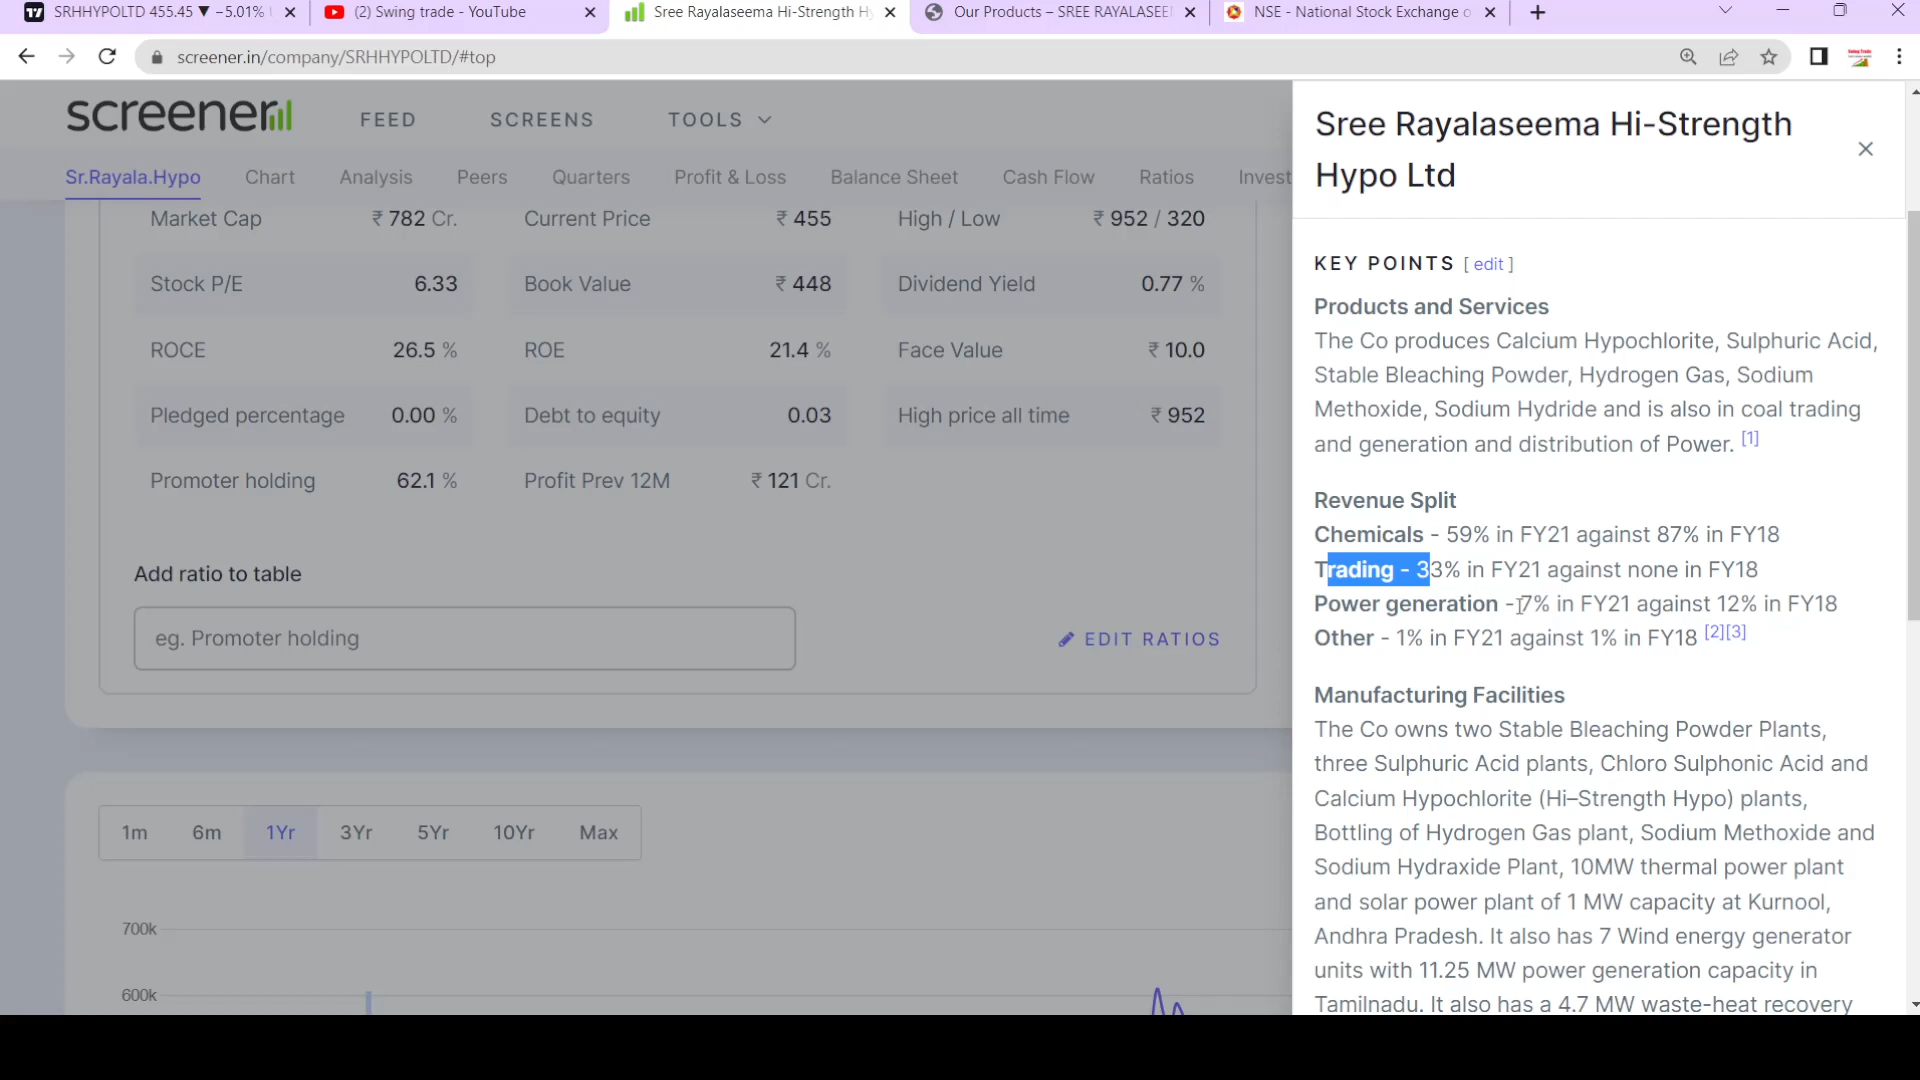 SRHHYPOLTD 455.45 ▼ −5.01%
(2) Swing trade - YouTube
Sree Rayalaseema Hi-Strength Hy
Our Products – SREE RAYALASEE
NSE - National Stock Exchange o
screener.in/company/SRHHYPOLTD/#top
screener
FEED
SCREENS
TOOLS
Sr.Rayala.Hypo
Chart
Analysis
Peers
Quarters
Profit & Loss
Balance Sheet
Cash Flow
Ratios
Invest
Market Cap ₹ 782 Cr.
Current Price ₹ 455
High / Low ₹ 952 / 320
Stock P/E 6.33
Book Value ₹ 448
Dividend Yield 0.77 %
ROCE 26.5 %
ROE 21.4 %
Face Value ₹ 10.0
Pledged percentage 0.00 %
Debt to equity 0.03
High price all time ₹ 952
Promoter holding 62.1 %
Profit Prev 12M ₹ 121 Cr.
Add ratio to table
eg. Promoter holding
EDIT RATIOS
1m
6m
1Yr
3Yr
5Yr
10Yr
Max
700k
600k
Sree Rayalaseema Hi-Strength
Hypo Ltd
KEY POINTS [ edit ]
Products and Services
The Co produces Calcium Hypochlorite, Sulphuric Acid,
Stable Bleaching Powder, Hydrogen Gas, Sodium
Methoxide, Sodium Hydride and is also in coal trading
and generation and distribution of Power. [1]
Revenue Split
Chemicals - 59% in FY21 against 87% in FY18
Trading - 33% in FY21 against none in FY18
Power generation - 7% in FY21 against 12% in FY18
Other - 1% in FY21 against 1% in FY18 [2][3]
Manufacturing Facilities
The Co owns two Stable Bleaching Powder Plants,
three Sulphuric Acid plants, Chloro Sulphonic Acid and
Calcium Hypochlorite (Hi–Strength Hypo) plants,
Bottling of Hydrogen Gas plant, Sodium Methoxide and
Sodium Hydraxide Plant, 10MW thermal power plant
and solar power plant of 1 MW capacity at Kurnool,
Andhra Pradesh. It also has 7 Wind energy generator
units with 11.25 MW power generation capacity in
Tamilnadu. It also has a 4.7 MW waste-heat recovery